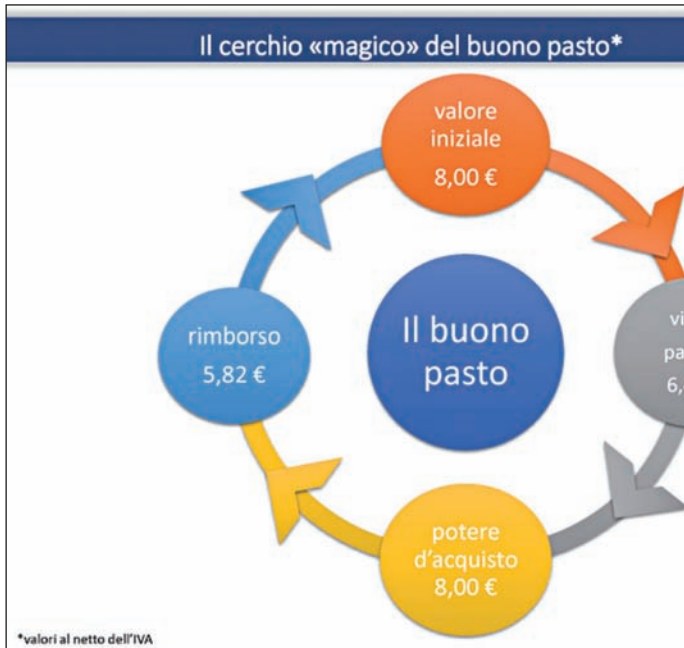 Il cerchio «magico» del buono pasto*
valore
iniziale
8,00 €
Il buono
pasto
rimborso
5,82 €
potere
d'acquisto
8,00 €
*valori al netto dell'IVA